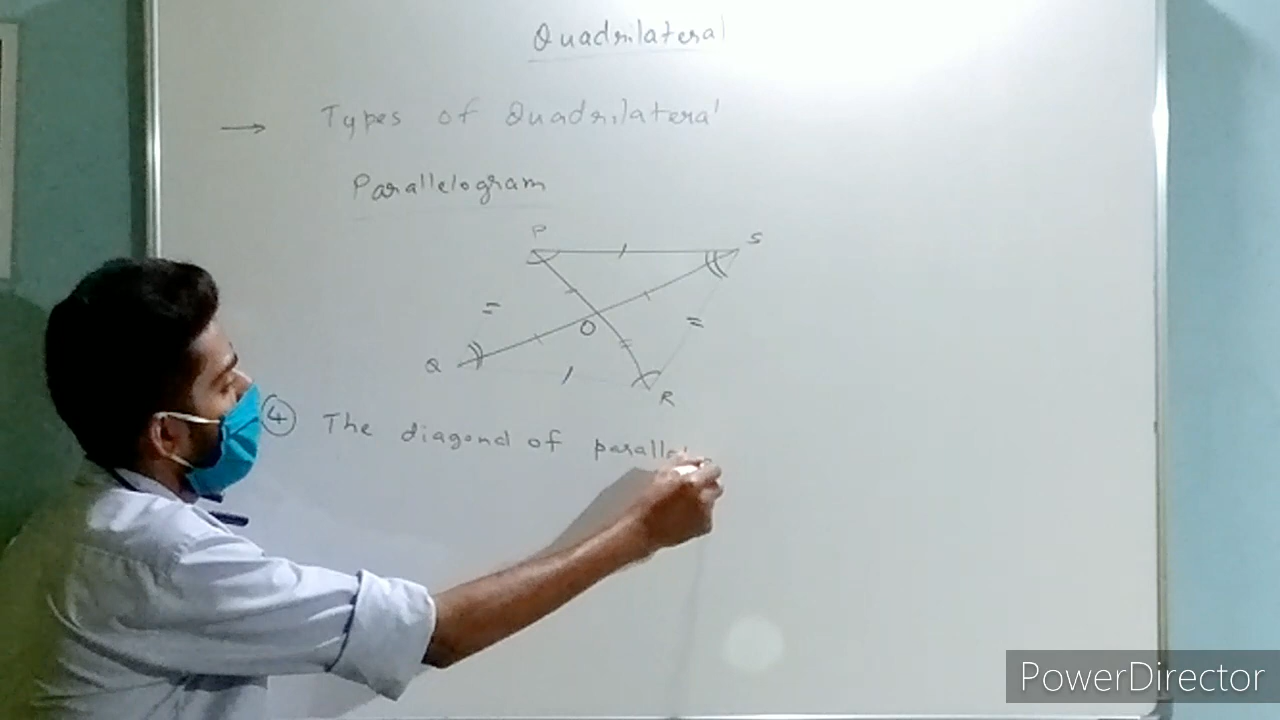 Quadrilateral
→ Types of Quadrilateral
Parallelogram
P
S
O
Q
R
④ The diagonal of
PowerDirector